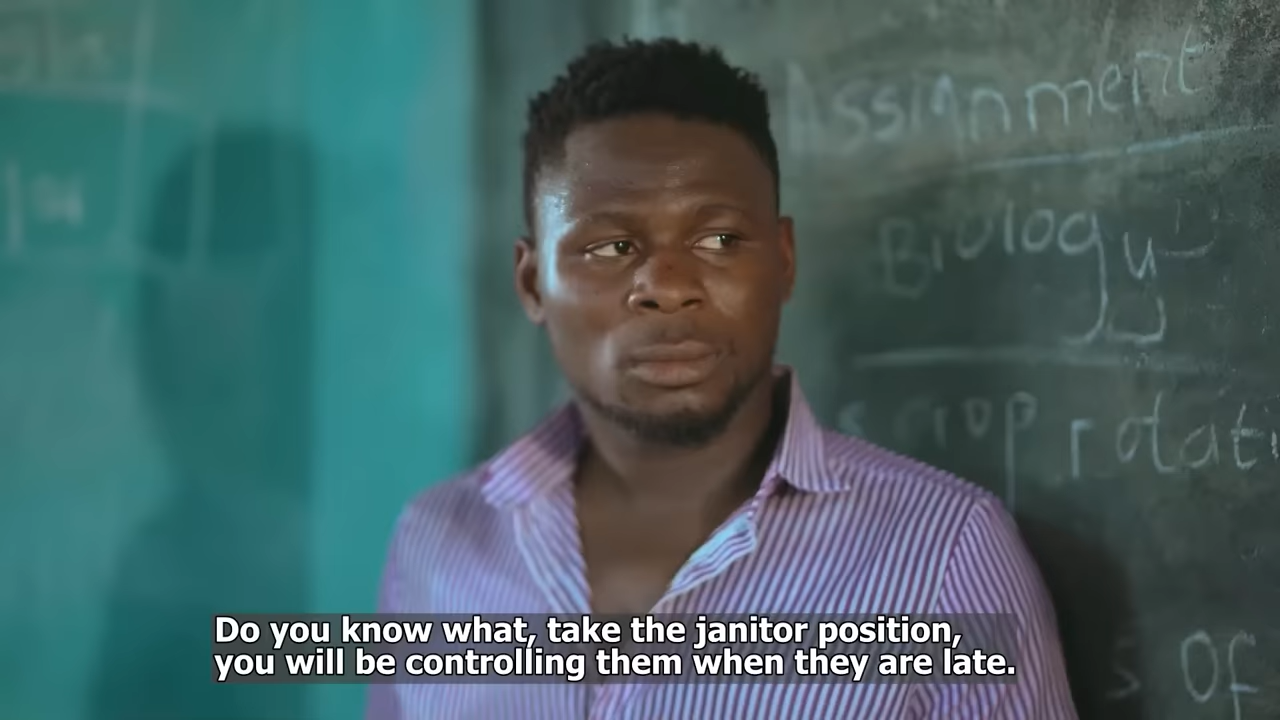 Assignment
Biology
crop rotati
s of
Do you know what, take the janitor position,
you will be controlling them when they are late.